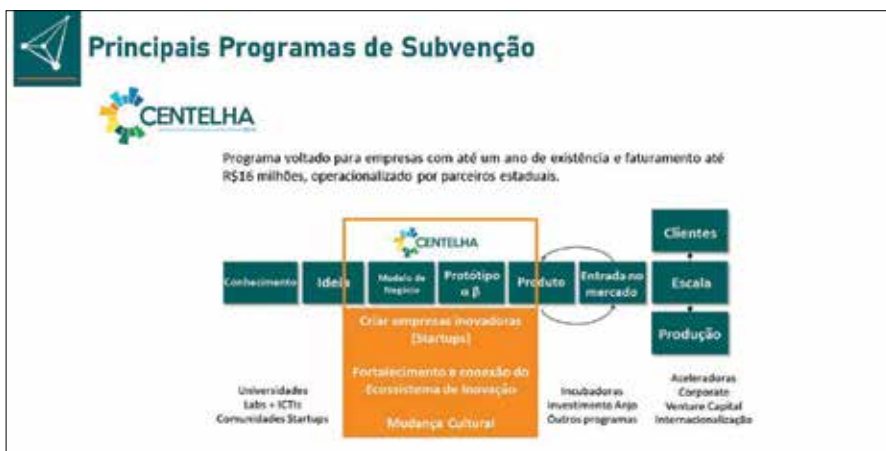 Principais Programas de Subvenção
CENTELHA
Programa voltado para empresas com até um ano de existência e faturamento até
R$16 milhões, operacionalizado por parceiros estaduais.
CENTELHA
Clientes
Conhecimento
Ideia
Modelo de
Negócio
Protótipo
α β
Produto
Entrada no
mercado
Escala
Produção
Criar empresas inovadoras
(Startups)
Fortalecimento e conexão do
Ecossistema de Inovação
Mudança Cultural
Universidades
Labs + ICTIs
Comunidades Startups
Incubadoras
Investimento Anjo
Outros programas
Aceleradoras
Corporate
Venture Capital
Internacionalização